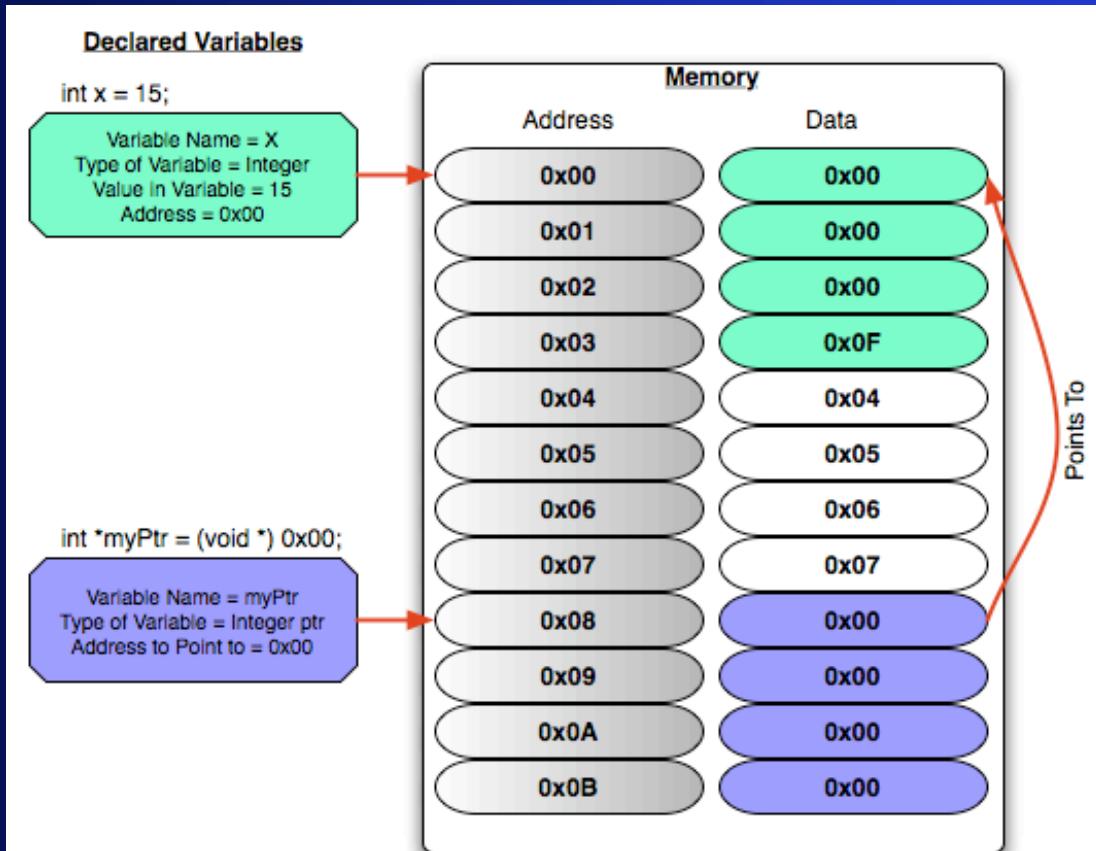 Declared Variables
int x = 15;
Variable Name = X
Type of Variable = Integer
Value in Variable = 15
Address = 0x00
int *myPtr = (void *) 0x00;
Variable Name = myPtr
Type of Variable = Integer ptr
Address to Point to = 0x00
Memory
Address Data
0x00 0x00
0x01 0x00
0x02 0x00
0x03 0x0F
0x04 0x04
0x05 0x05
0x06 0x06
0x07 0x07
0x08 0x00
0x09 0x00
0x0A 0x00
0x0B 0x00
Points To